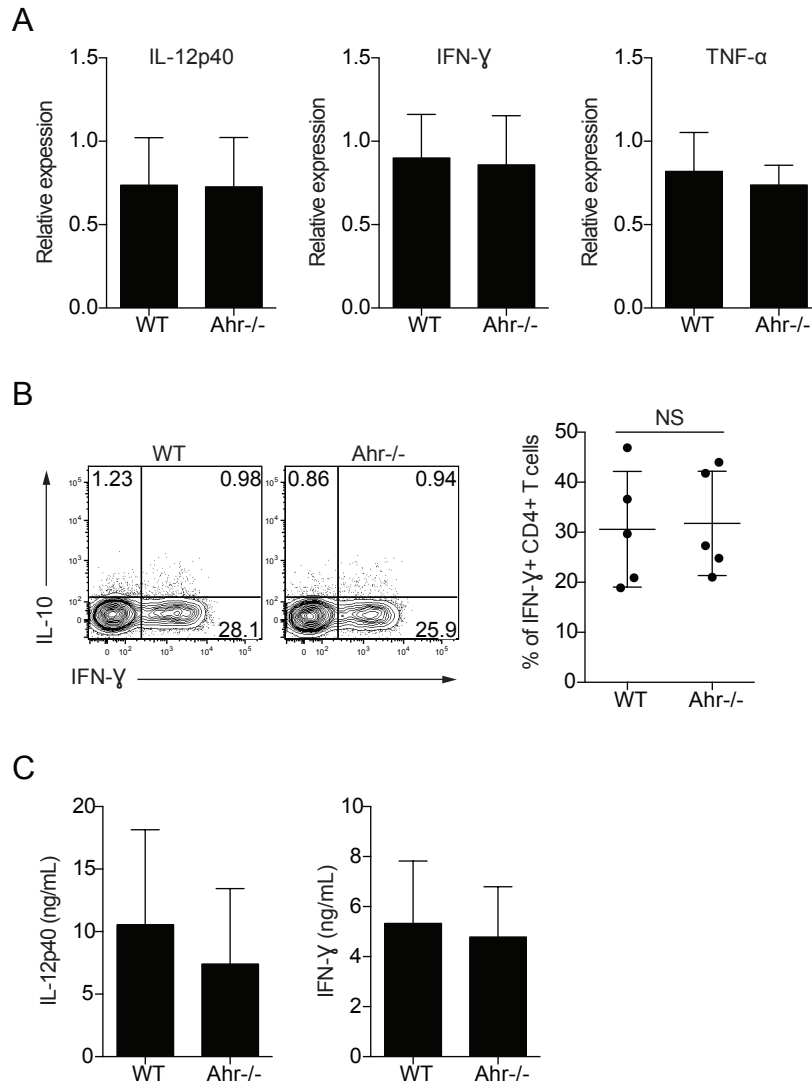 A
IL-12p40
IFN-Ɣ
TNF-α
Relative expession
1.5
1.0
0.5
0.0
WT
Ahr-/-
Relative expression
1.5
1.0
0.5
0.0
WT
Ahr-/-
Relative expression
1.5
1.0
0.5
0.0
WT
Ahr-/-
B
WT
Ahr-/-
IL-10
10⁵
10⁴
10³
10²
0
1.23
0.98
28.1
0 10² 10³ 10⁴ 10⁵
10⁵
10⁴
10³
10²
0
0.86
0.94
25.9
0 10² 10³ 10⁴ 10⁵
IFN-Ɣ
NS
% of IFN-Ɣ+ CD4+ T cells
50
40
30
20
10
0
WT
Ahr-/-
C
IL-12p40 (ng/mL)
20
15
10
5
0
WT
Ahr-/-
IFN-Ɣ (ng/mL)
10
8
6
4
2
0
WT
Ahr-/-